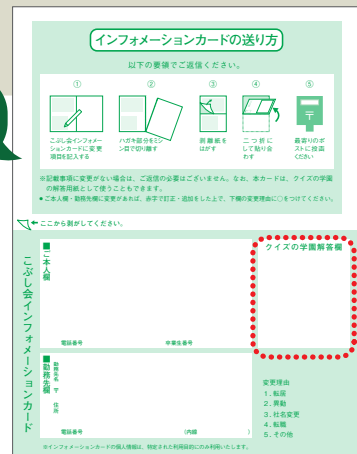 インフォメーションカードの送り方
以下の要領でご返信ください。
①
②
③
④
⑤
こぶし会インフォメー
ションカードに変更
項目を記入する
ハガキ部分をミシ
ン目で切り離す
剥離紙を
はがす
二つ折に
して貼り合
わす
最寄りのポ
ストに投函
ください
※記載事項に変更がない場合は、ご返信の必要はございません。なお、本カードは、クイズの学園
の解答用紙として使うこともできます。
●ご本人欄・勤務先欄に変更があれば、赤字で訂正・追加をした上で、下欄の変更理由に○をつけてください。
ここから剥がしてください。
こぶし会インフォメーションカード
■ご本人欄
電話番号
卒業生番号
クイズの学園解答欄
■勤務先欄
勤務先名
〒
住所
電話番号
(内線 )
変更理由
1.転居
2.異動
3.社名変更
4.転職
5.その他
※インフォメーションカードの個人情報は、特定された利用目的にのみ利用いたします。